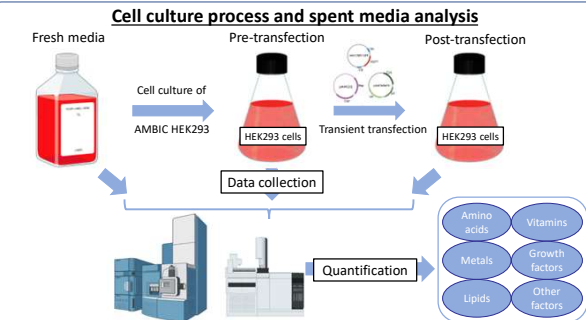 Cell culture process and spent media analysis
Fresh media
Pre-transfection
Post-transfection
Cell culture of
AMBIC HEK293
Transient transfection
HEK293 cells
HEK293 cells
Data collection
Quantification
Amino
acids
Vitamins
Metals
Growth
factors
Lipids
Other
factors